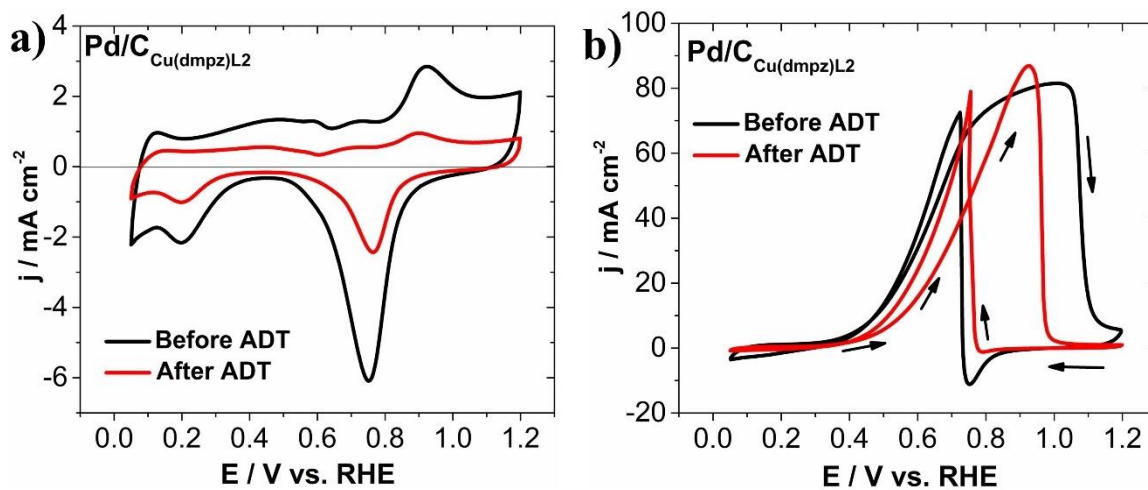 a)
Pd/C Cu(dmpz)L2
Before ADT
After ADT
4
2
0
-2
-4
-6
j / mA cm-2
0.0 0.2 0.4 0.6 0.8 1.0 1.2
E / V vs. RHE
b)
Pd/C Cu(dmpz)L2
Before ADT
After ADT
100
80
60
40
20
0
-20
j / mA cm-2
0.0 0.2 0.4 0.6 0.8 1.0 1.2
E / V vs. RHE